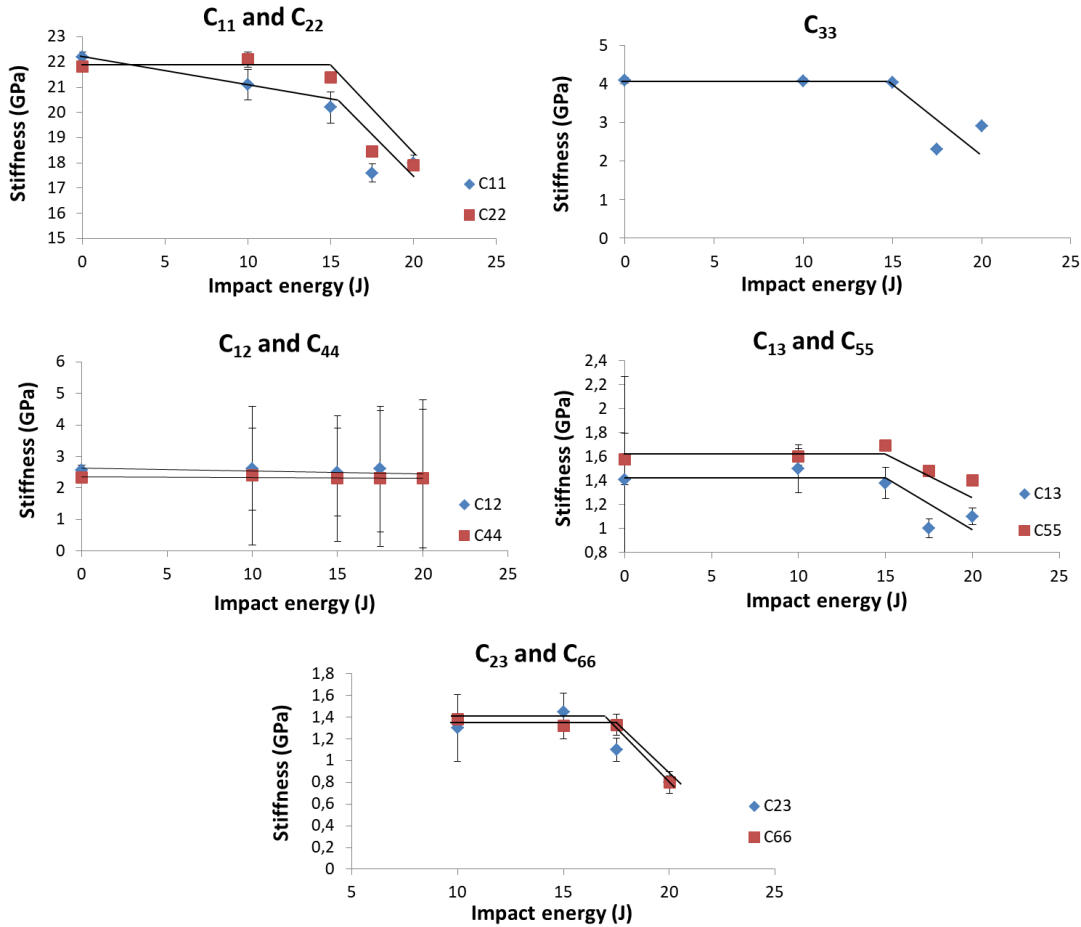 C11 and C22
Stiffness (GPa)
23
22
21
20
19
18
17
16
15
0 5 10 15 20 25
Impact energy (J)
C11
C22
C33
Stiffness (GPa)
5
4
3
2
1
0
0 5 10 15 20 25
Impact energy (J)
C12 and C44
Stiffness (GPa)
6
5
4
3
2
1
0
0 5 10 15 20 25
Impact energy (J)
C12
C44
C13 and C55
Stiffness (GPa)
2,4
2,2
2
1,8
1,6
1,4
1,2
1
0,8
0 5 10 15 20 25
Impact energy (J)
C13
C55
C23 and C66
Stiffness (GPa)
1,8
1,6
1,4
1,2
1
0,8
0,6
0,4
0,2
0
5 10 15 20 25
Impact energy (J)
C23
C66